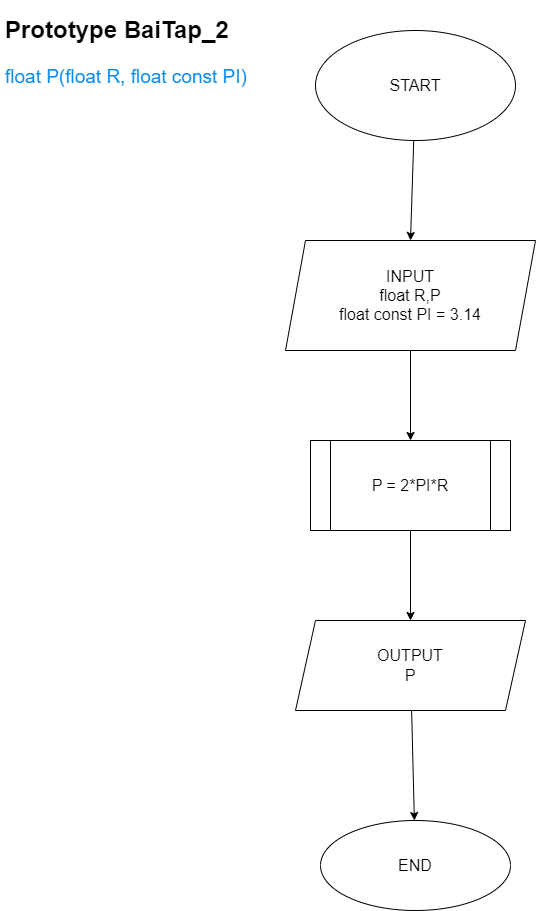 Prototype BaiTap_2
float P(float R, float const PI)
START
INPUT
float R,P
float const PI = 3.14
P = 2*PI*R
OUTPUT
P
END